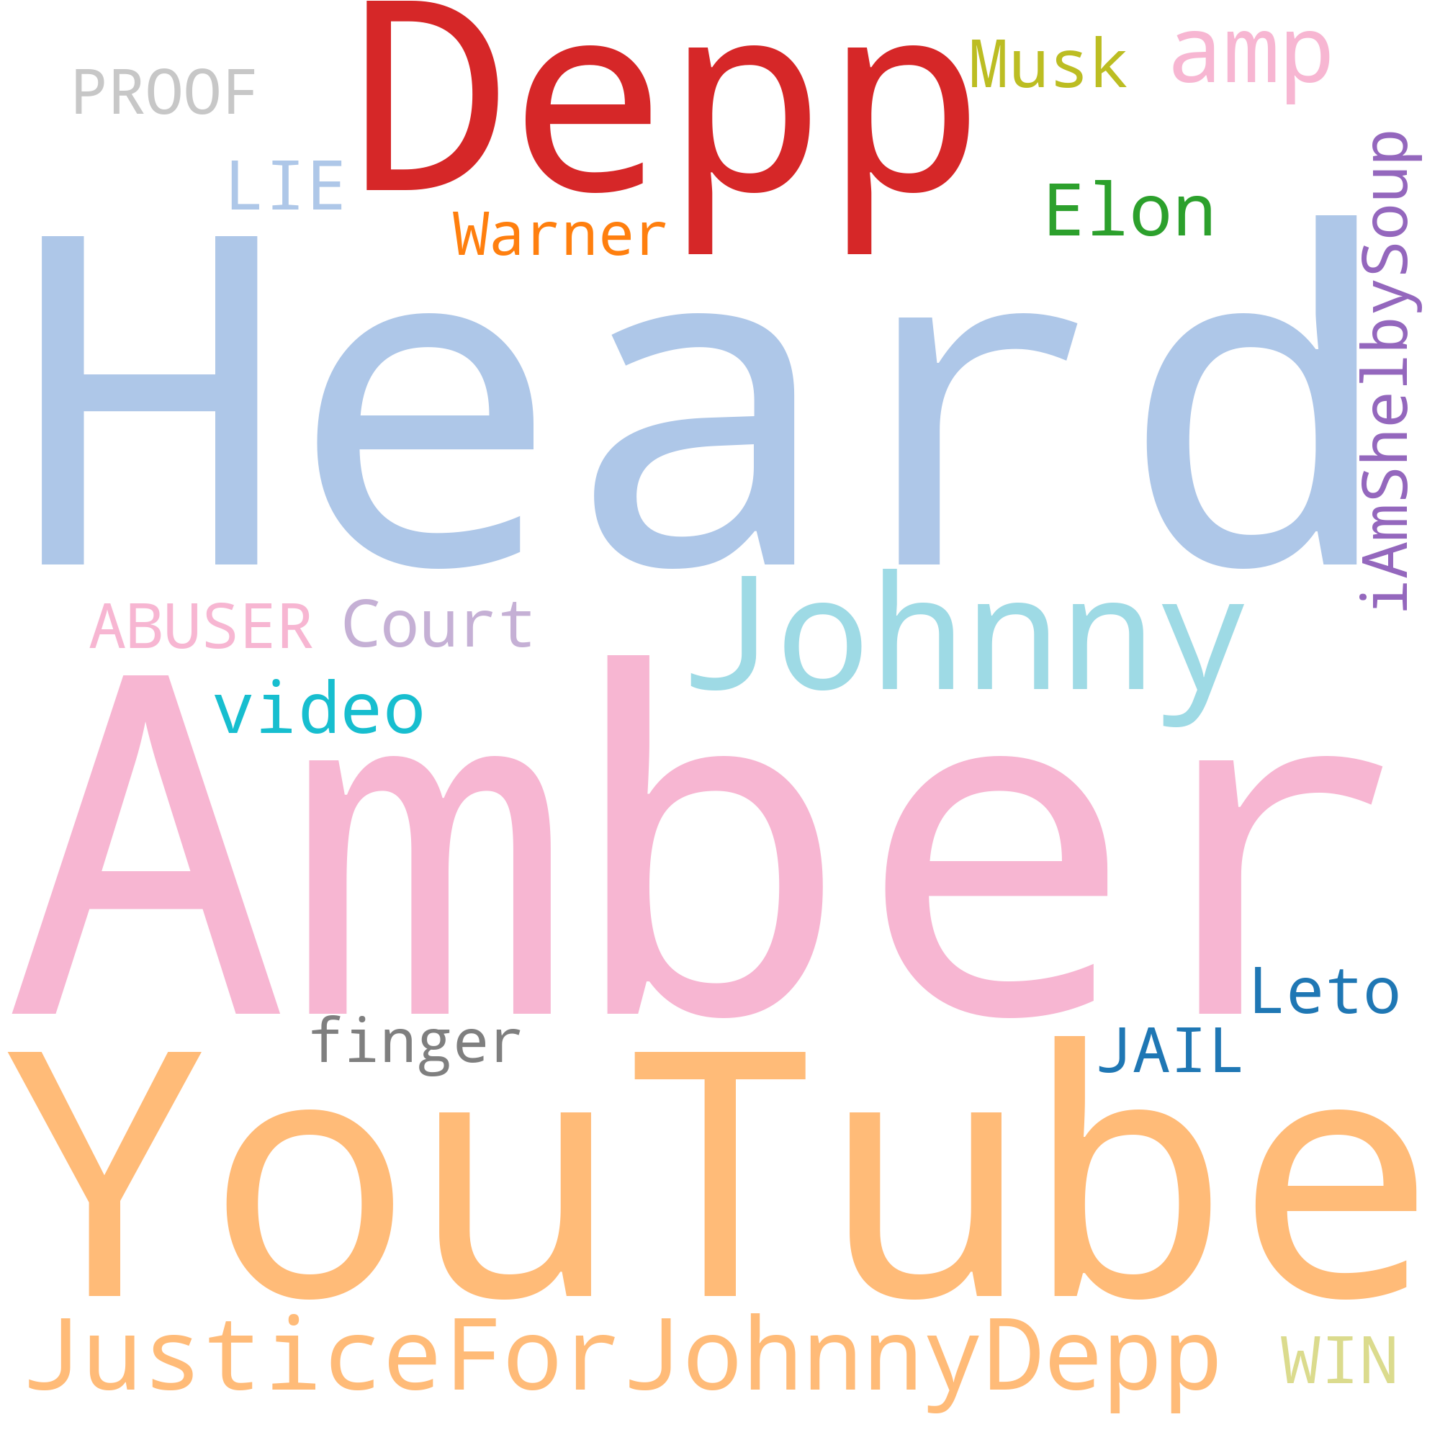 Depp
Musk
amp
PROOF
LIE
Warner
Elon
iAmShelbySoup
Heard
Johnny
ABUSER
Court
video
Amber
Leto
finger
JAIL
YouTube
JusticeForJohnnyDepp
WIN